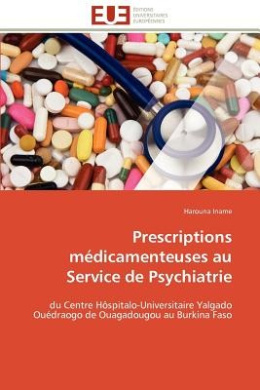 EUE
EDITIONS
UNIVERSITAIRES
EUROPEENNES
Harouna Iname
Prescriptions
médicamenteuses au
Service de Psychiatrie
du Centre Hôspitalo-Universitaire Yalgado
Ouédraogo de Ouagadougou au Burkina Faso